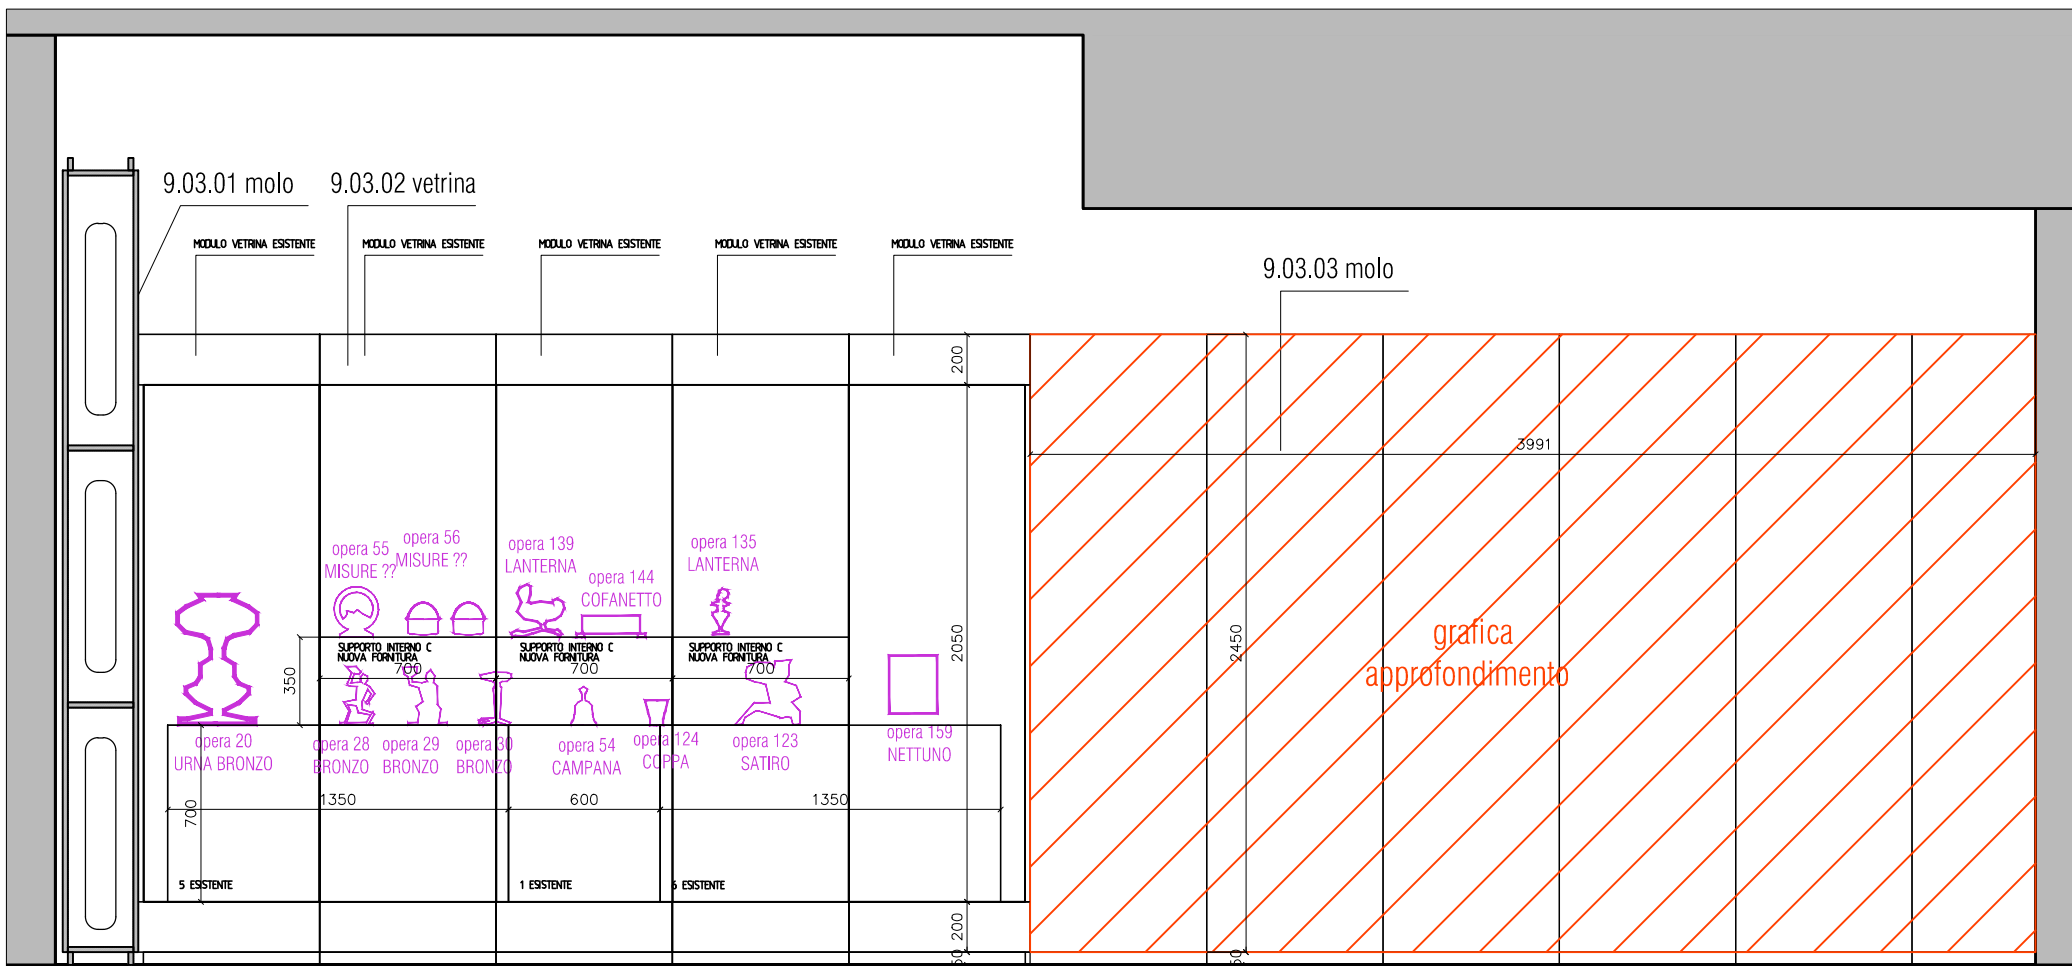 9.03.01 molo
9.03.02 vetrina
MODULO VETRINA ESISTENTE
MODULO VETRINA ESISTENTE
MODULO VETRINA ESISTENTE
MODULO VETRINA ESISTENTE
MODULO VETRINA ESISTENTE
9.03.03 molo
200
3991
opera 55
MISURE ??
opera 56
MISURE ??
opera 139
LANTERNA
opera 144
COFANETTO
opera 135
LANTERNA
SUPPORTO INTERNO C
NUOVA FORNITURA
700
SUPPORTO INTERNO C
NUOVA FORNITURA
700
SUPPORTO INTERNO C
NUOVA FORNITURA
700
350
2050
2450
grafica
approfondimento
opera 20
URNA BRONZO
opera 28
BRONZO
opera 29
BRONZO
opera 30
BRONZO
opera 54
CAMPANA
opera 124
COPPA
opera 123
SATIRO
opera 159
NETTUNO
1350
600
1350
700
5 ESISTENTE
1 ESISTENTE
6 ESISTENTE
200